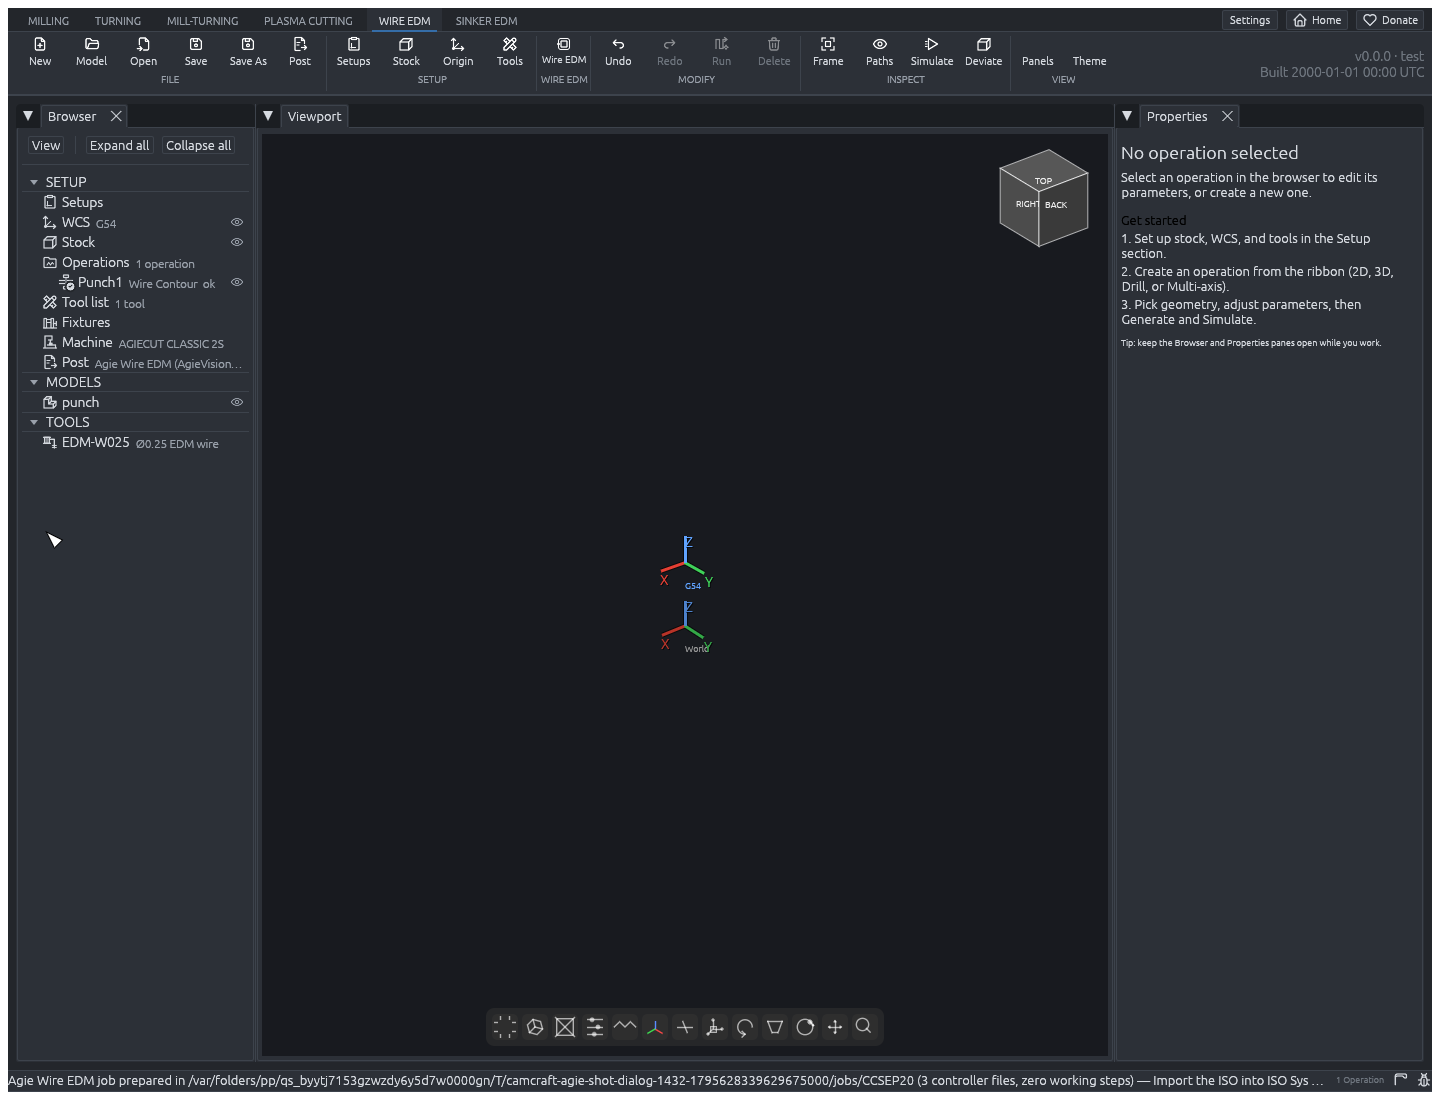 MILLING TURNING MILL-TURNING PLASMA CUTTING WIRE EDM SINKER EDM Settings Home Donate
New Model Open Save Save As Post Setups Stock Origin Tools Wire EDM Undo Redo Run Delete Frame Paths Simulate Deviate Panels Theme
FILE SETUP WIRE EDM MODIFY INSPECT VIEW
v0.0.0 · test
Built 2000-01-01 00:00 UTC
Browser
View Expand all Collapse all
SETUP
Setups
WCS G54
Stock
Operations 1 operation
Punch1 Wire Contour ok
Tool list 1 tool
Fixtures
Machine AGIECUT CLASSIC 2S
Post Agie Wire EDM (AgieVision...
MODELS
punch
TOOLS
EDM-W025 Ø0.25 EDM wire
Viewport
TOP
RIGHT BACK
Z
X Y
G54
Z
X Y
World
Properties
No operation selected
Select an operation in the browser to edit its
parameters, or create a new one.
Get started
1. Set up stock, WCS, and tools in the Setup
section.
2. Create an operation from the ribbon (2D, 3D,
Drill, or Multi-axis).
3. Pick geometry, adjust parameters, then
Generate and Simulate.
Tip: keep the Browser and Properties panes open while you work.
Agie Wire EDM job prepared in /var/folders/pp/qs_byytj7153gzwzdy6y5d7w0000gn/T/camcraft-agie-shot-dialog-1432-1795628339629675000/jobs/CCSEP20 (3 controller files, zero working steps) — Import the ISO into ISO Sys ... 1 Operation